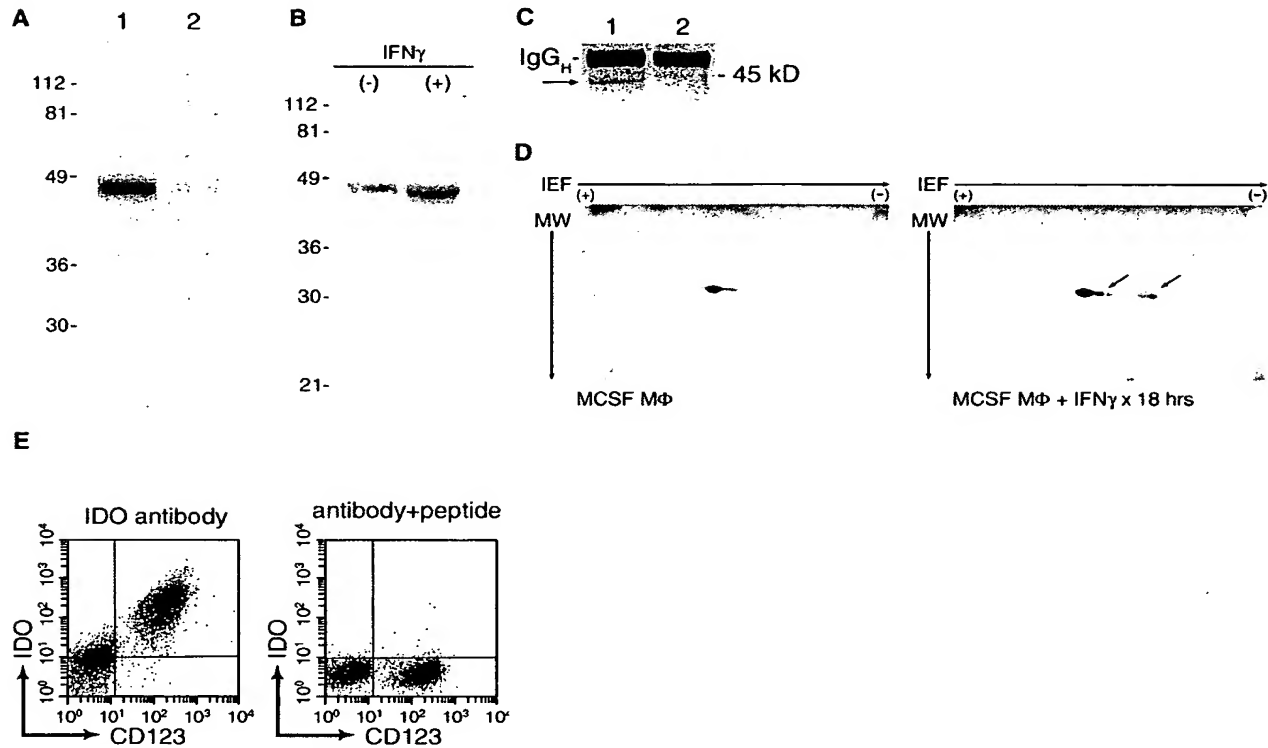 A
1 2
112 -
81-
49-
36-
30-
B
IFNγ
(-) (+)
112 -
81-
49-
36-
30-
21-
C
1 2
IgG_H-
- 45 kD
D
IEF
(+) (-)
MW
MCSF MΦ
IEF
(+) (-)
MW
MCSF MΦ + IFNγ x 18 hrs
E
IDO antibody
10⁴
10³
10²
10¹
10⁰
IDO
10⁰ 10¹ 10² 10³ 10⁴
CD123
antibody+peptide
10⁴
10³
10²
10¹
10⁰
IDO
10⁰ 10¹ 10² 10³ 10⁴
CD123